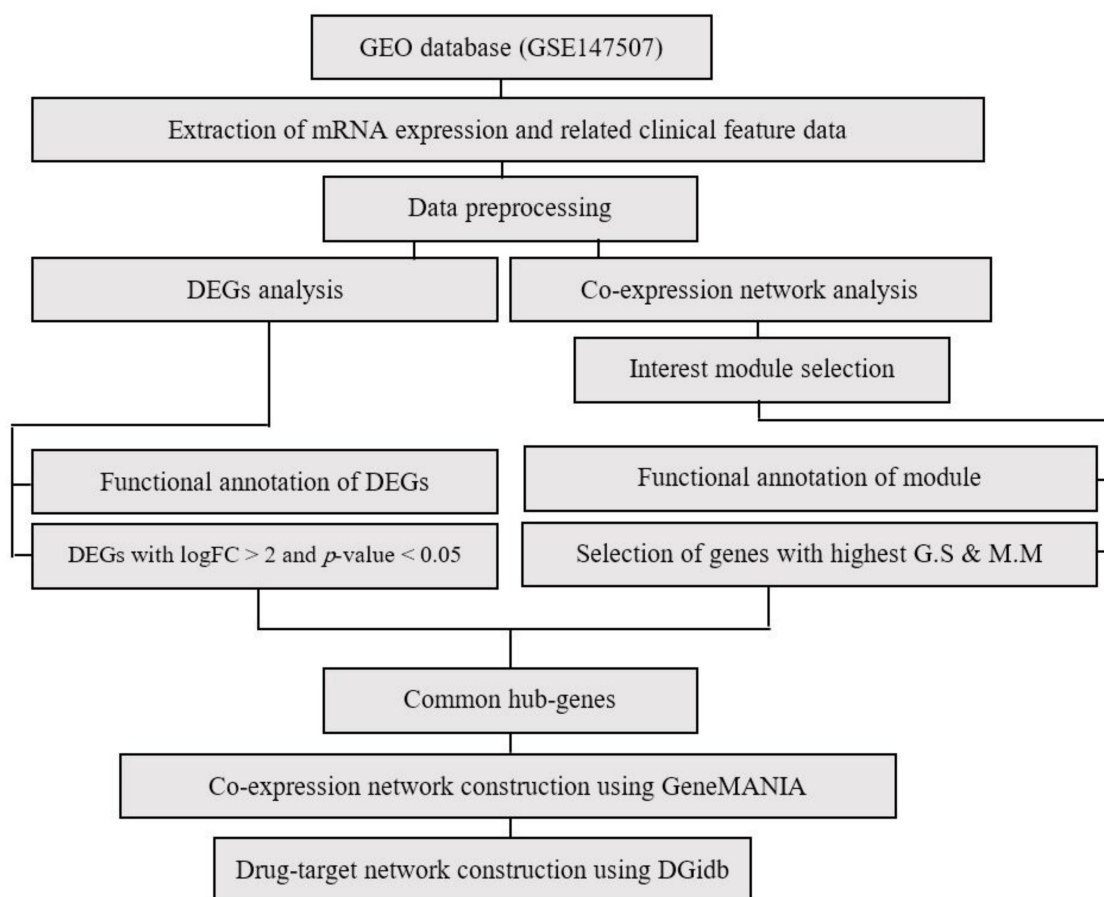 GEO database (GSE147507)
Extraction of mRNA expression and related clinical feature data
Data preprocessing
DEGs analysis
Co-expression network analysis
Interest module selection
Functional annotation of DEGs
Functional annotation of module
DEGs with logFC > 2 and p-value < 0.05
Selection of genes with highest G.S & M.M
Common hub-genes
Co-expression network construction using GeneMANIA
Drug-target network construction using DGidb